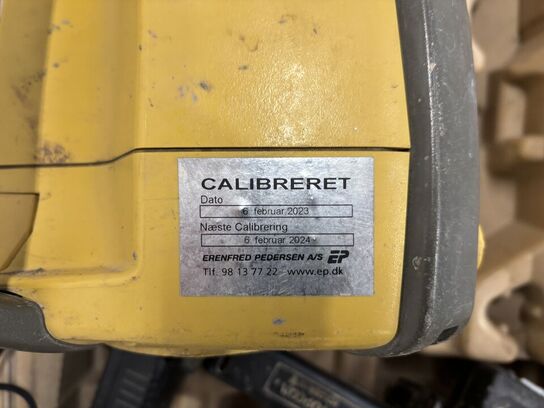 CALIBRERET
Dato
6. februar 2023
Næste Calibrering
6. februar 2024
ERENFRED PEDERSEN A/S EP
Tlf. 98 13 77 22 www.ep.dk